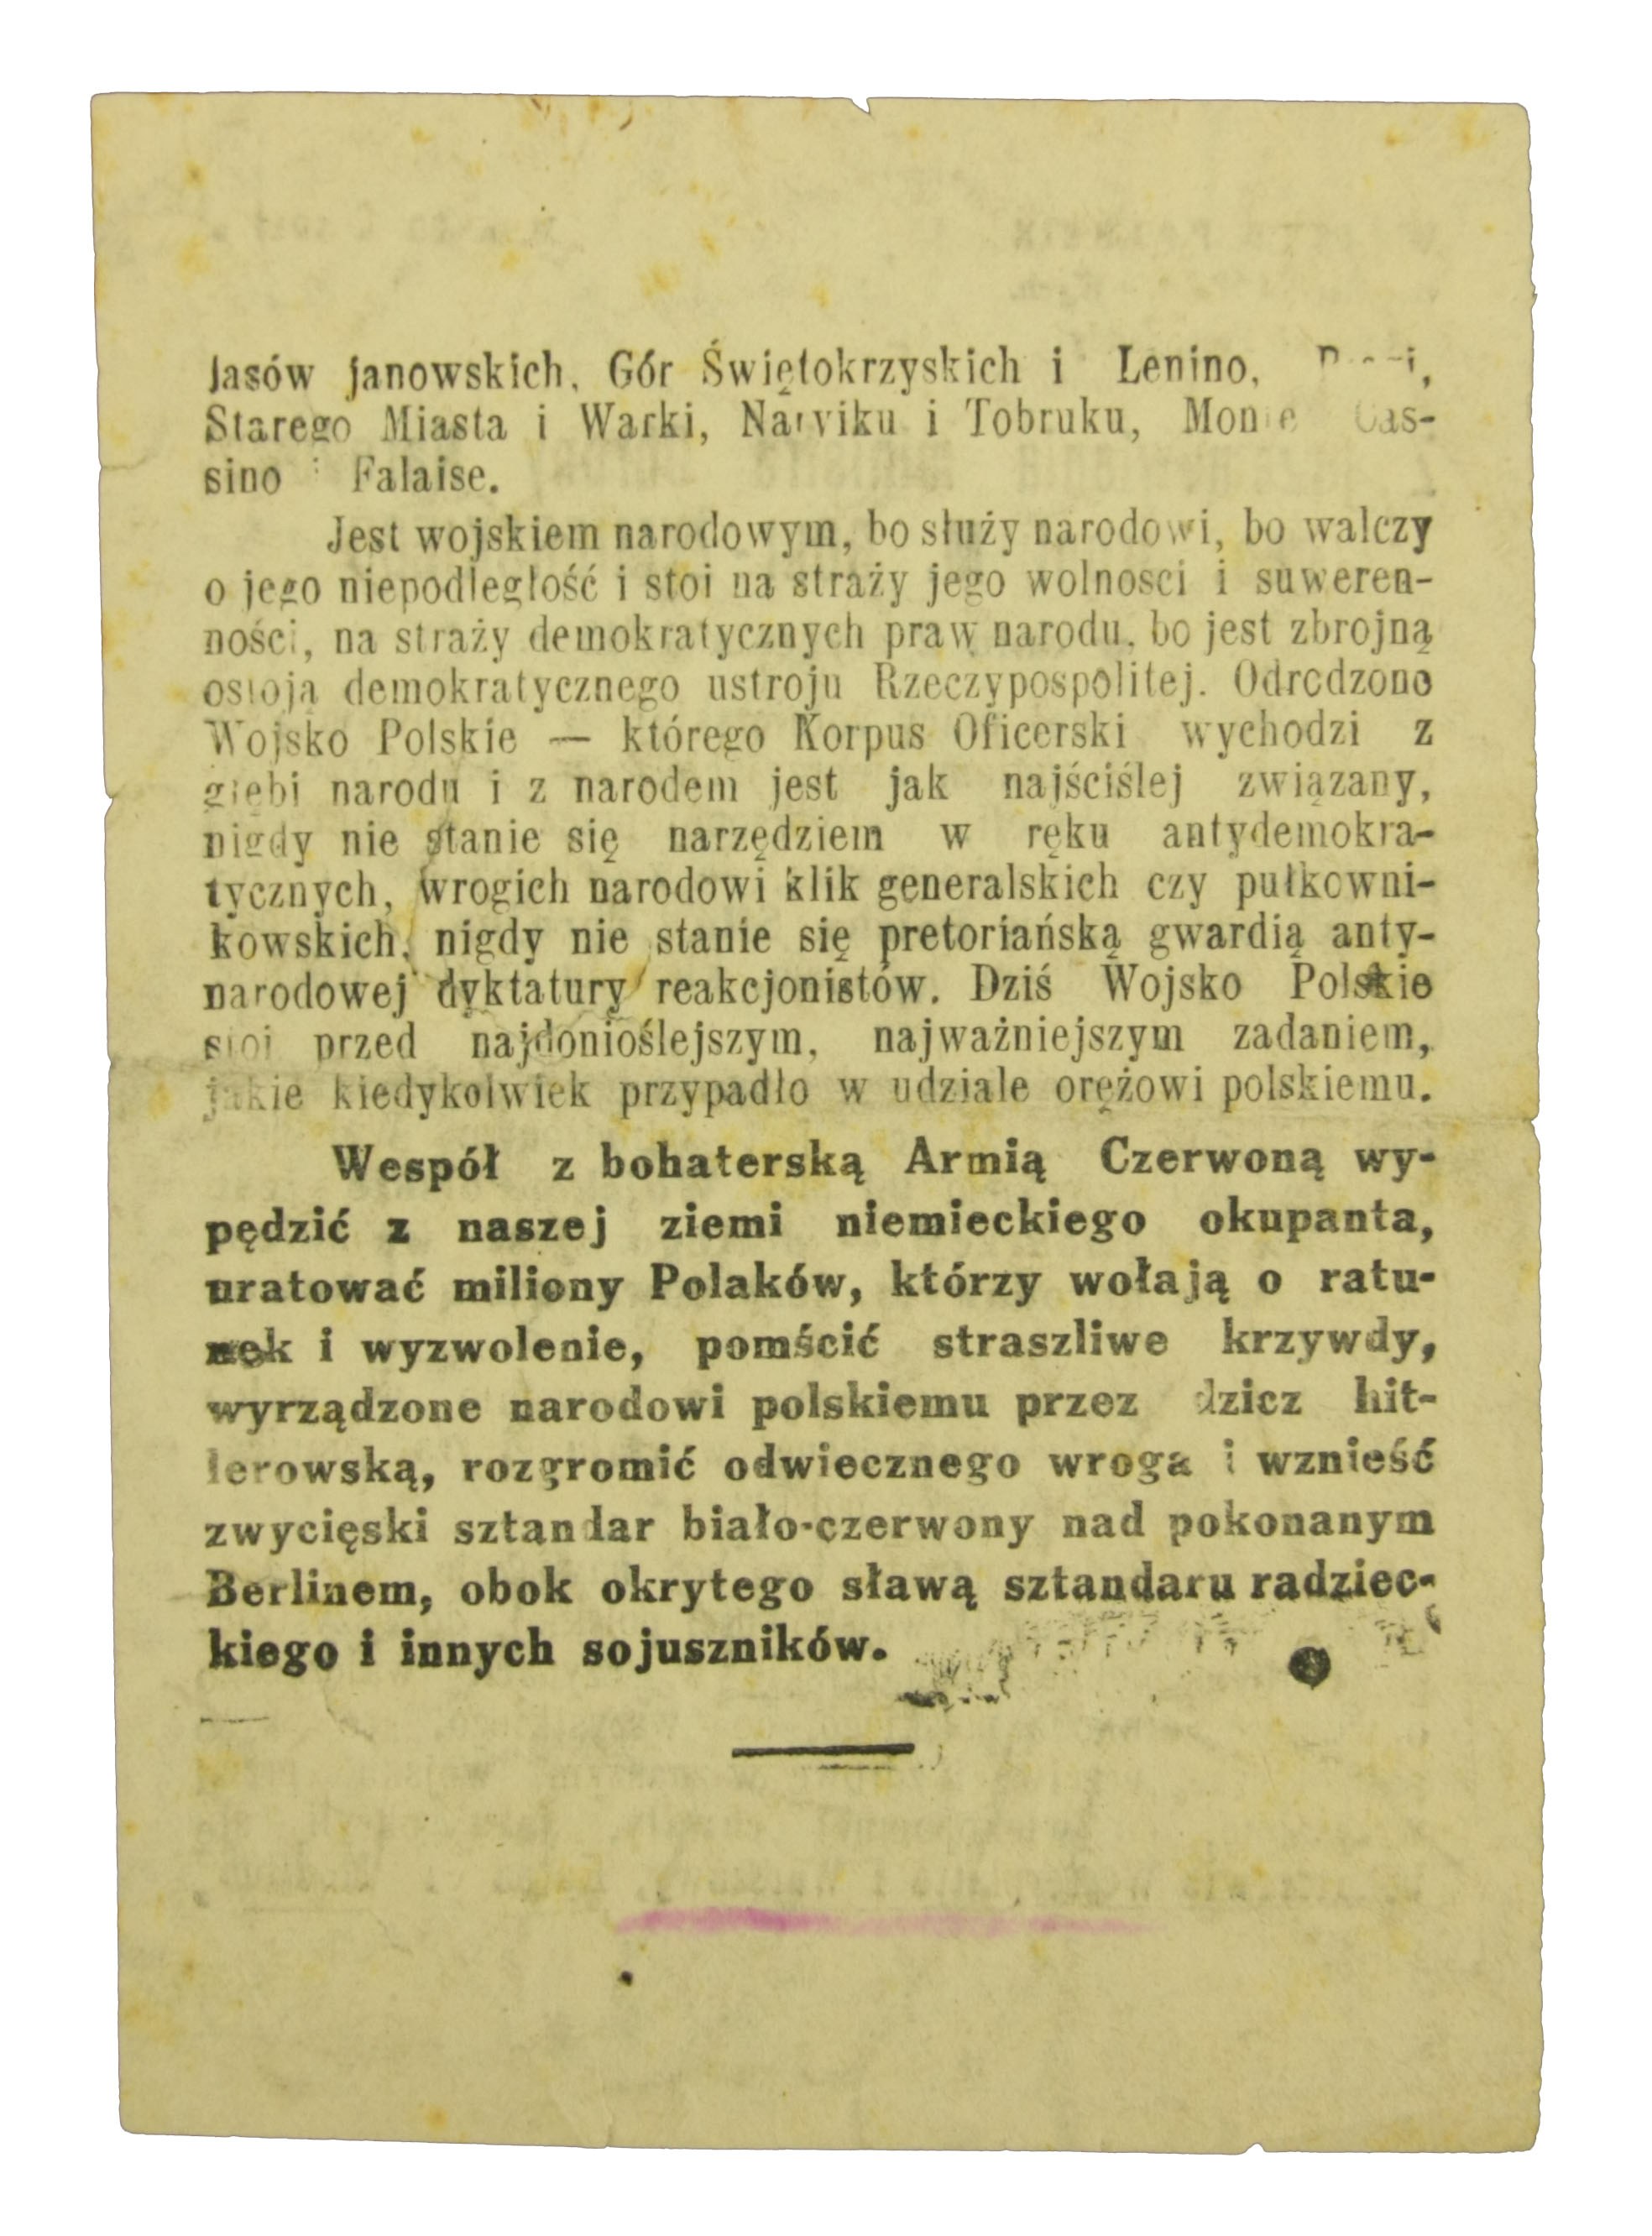 lasów janowskich, Gór Świętokrzyskich i Lenino,
Starego Miasta i Warki, Narviku i Tobruku, Monte Cas-
sino i Falaise.
Jest wojskiem narodowym, bo służy narodowi, bo walczy
o jego niepodległość i stoi na straży jego wolnosci i suweren-
ności, na straży demokratycznych praw narodu, bo jest zbrojną
ostoją demokratycznego ustroju Rzeczypospolitej. Odrodzone
Wojsko Polskie — którego Korpus Oficerski wychodzi z
głębi narodu i z narodem jest jak najściślej związany,
nigdy nie stanie się narzędziem w ręku antydemokra-
tycznych, wrogich narodowi klik generalskich czy pułkowni-
kowskich, nigdy nie stanie się pretoriańską gwardią anty-
narodowej dyktatury reakcjonistów. Dziś Wojsko Polskie
stoi przed najdonioślejszym, najważniejszym zadaniem,
jakie kiedykolwiek przypadło w udziale orężowi polskiemu.
Wespół z bohaterską Armią Czerwoną wy-
pędzić z naszej ziemi niemieckiego okupanta,
uratować miliony Polaków, którzy wołają o ratu-
nek i wyzwolenie, pomścić straszliwe krzywdy,
wyrządzone narodowi polskiemu przez dzicz hit-
lerowską, rozgromić odwiecznego wroga i wznieść
zwycięski sztandar biało-czerwony nad pokonanym
Berlinem, obok okrytego sławą sztandaru radziec-
kiego i innych sojuszników.